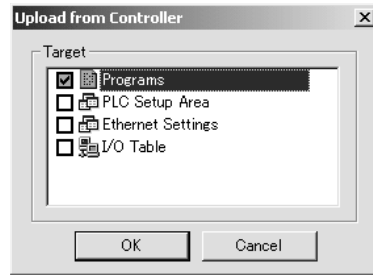 Upload from Controller
Target
Programs
PLC Setup Area
Ethernet Settings
I/O Table
OK
Cancel